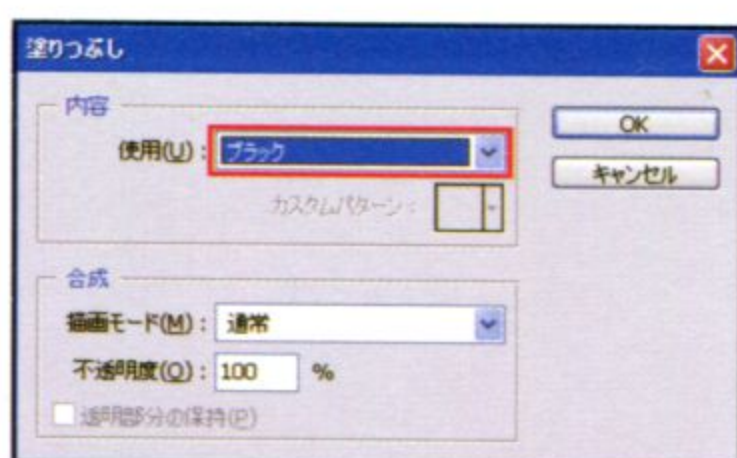 塗りつぶし
内容
使用(U): ブラック
カスタムパターン:
OK
キャンセル
合成
描画モード(M): 通常
不透明度(O): 100 %
透明部分の保持(P)